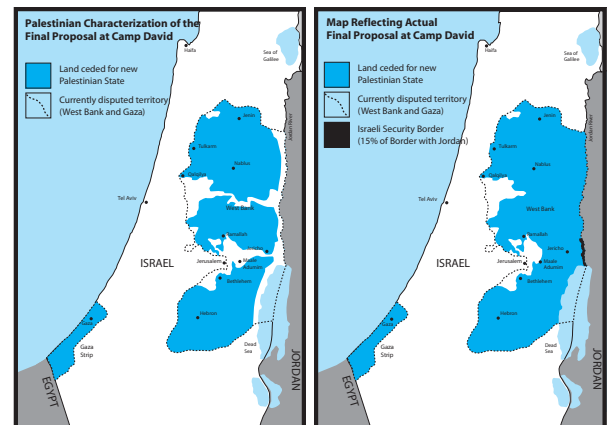 Palestinian Characterization of the
Final Proposal at Camp David
Land ceded for new
Palestinian State
Currently disputed territory
(West Bank and Gaza)
Haifa
Sea of
Galilee
Jordan River
Jenin
Tulkarm
Nablus
Qalqilya
Tel Aviv
West Bank
Ramallah
Jericho
ISRAEL
Jerusalem
Maale
Adumim
Bethlehem
Hebron
Gaza
Gaza
Strip
Dead
Sea
EGYPT
JORDAN
Map Reflecting Actual
Final Proposal at Camp David
Land ceded for new
Palestinian State
Currently disputed territory
(West Bank and Gaza)
Israeli Security Border
(15% of Border with Jordan)
Haifa
Sea of
Galilee
Jordan River
Jenin
Tulkarm
Nablus
Qalqilya
Tel Aviv
West Bank
Ramallah
Jericho
ISRAEL
Jerusalem
Maale
Adumim
Bethlehem
Hebron
Gaza
Gaza
Strip
Dead
Sea
EGYPT
JORDAN